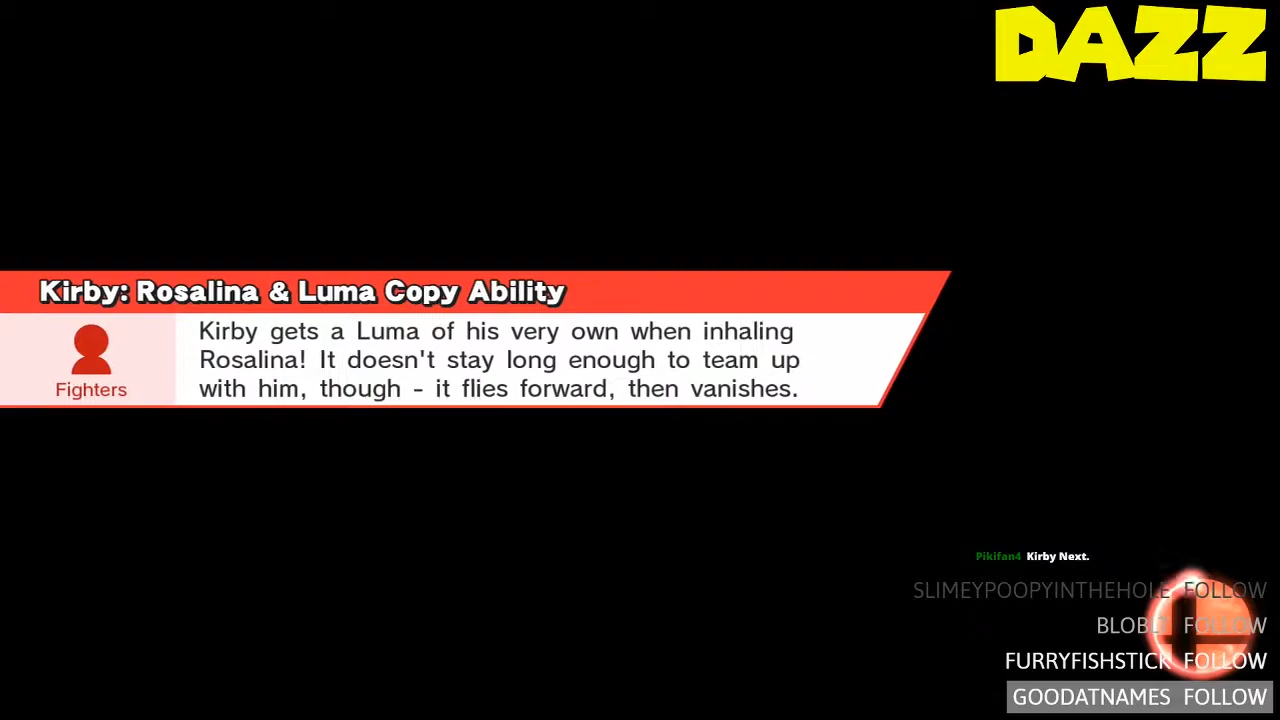 DAZZ
Kirby: Rosalina & Luma Copy Ability
Kirby gets a Luma of his very own when inhaling
Rosalina! It doesn't stay long enough to team up
with him, though - it flies forward, then vanishes.
Fighters
Pikifan4 Kirby Next.
SLIMEYPOOPYINTHEHOLE FOLLOW
FOLLOW
FURRYFISHSTICK FOLLOW
GOODATNAMES FOLLOW